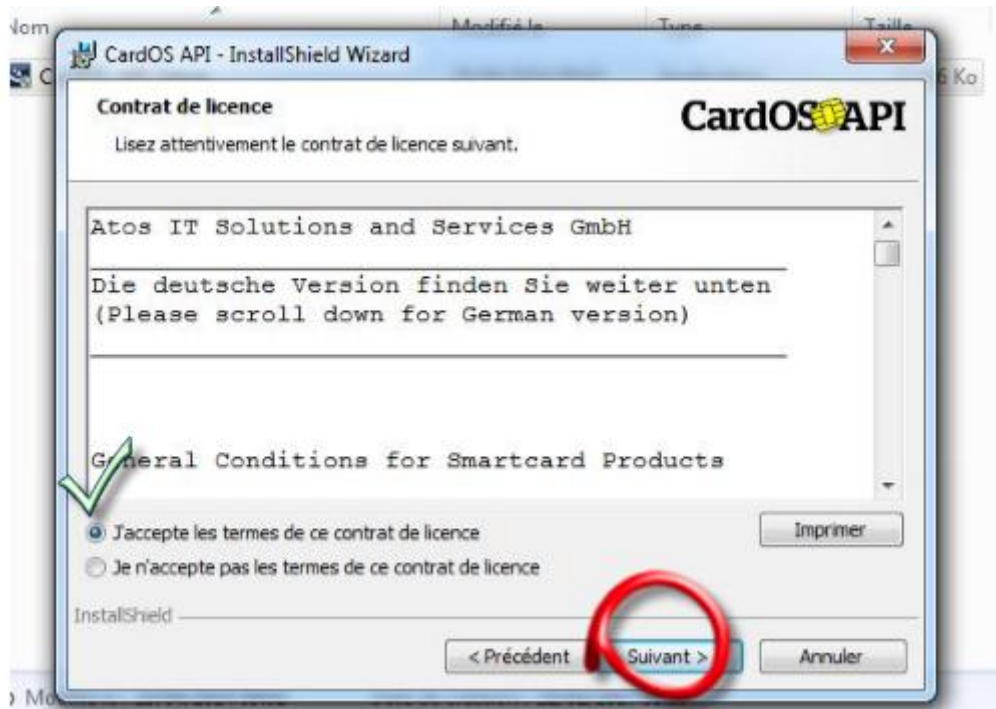 Nom Modifié le Type Taille
CardOS API - InstallShield Wizard
Ko
Contrat de licence
CardOS API
Lisez attentivement le contrat de licence suivant.
Atos IT Solutions and Services GmbH
Die deutsche Version finden Sie weiter unten
(Please scroll down for German version)
General Conditions for Smartcard Products
J'accepte les termes de ce contrat de licence
Imprimer
Je n'accepte pas les termes de ce contrat de licence
InstallShield
< Précédent Suivant > Annuler